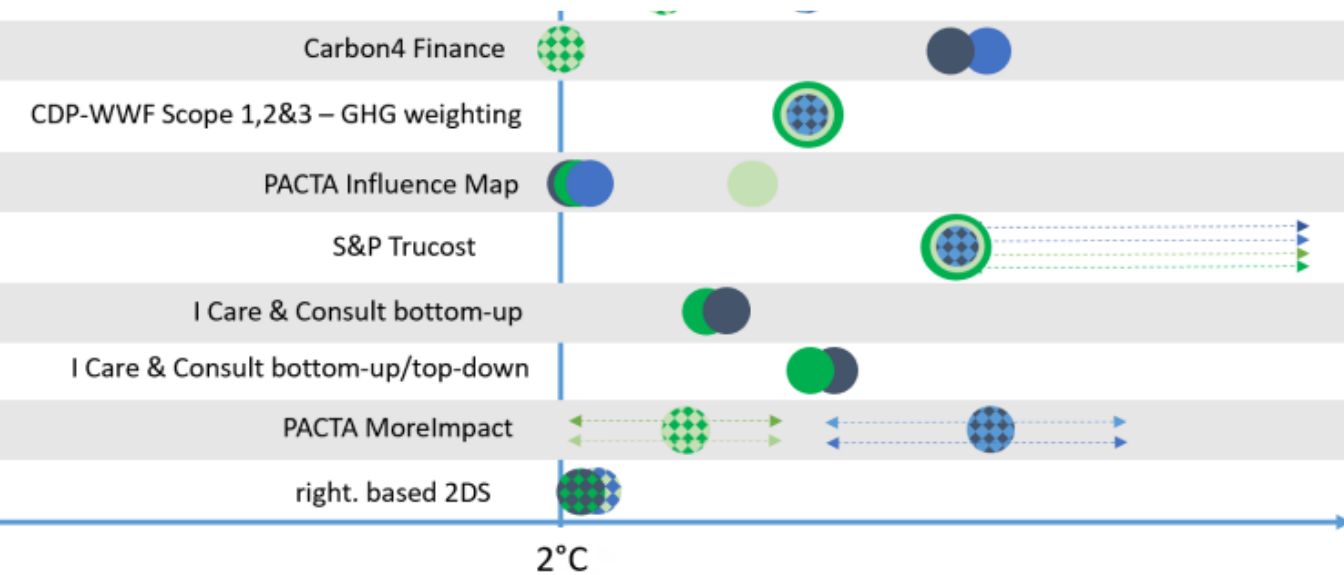 Carbon4 Finance
CDP-WWF Scope 1,2&3 – GHG weighting
PACTA Influence Map
S&P Trucost
I Care & Consult bottom-up
I Care & Consult bottom-up/top-down
PACTA MoreImpact
right. based 2DS
2°C